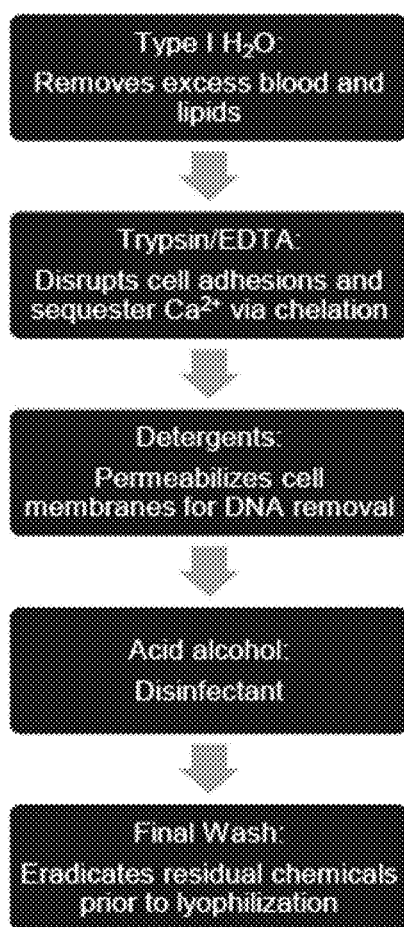 Type I H₂O:
Removes excess blood and
lipids
Trypsin/EDTA:
Disrupts cell adhesions and
sequester Ca²⁺ via chelation
Detergents:
Permeabilizes cell
membranes for DNA removal
Acid alcohol:
Disinfectant
Final Wash:
Eradicates residual chemicals
prior to lyophilization